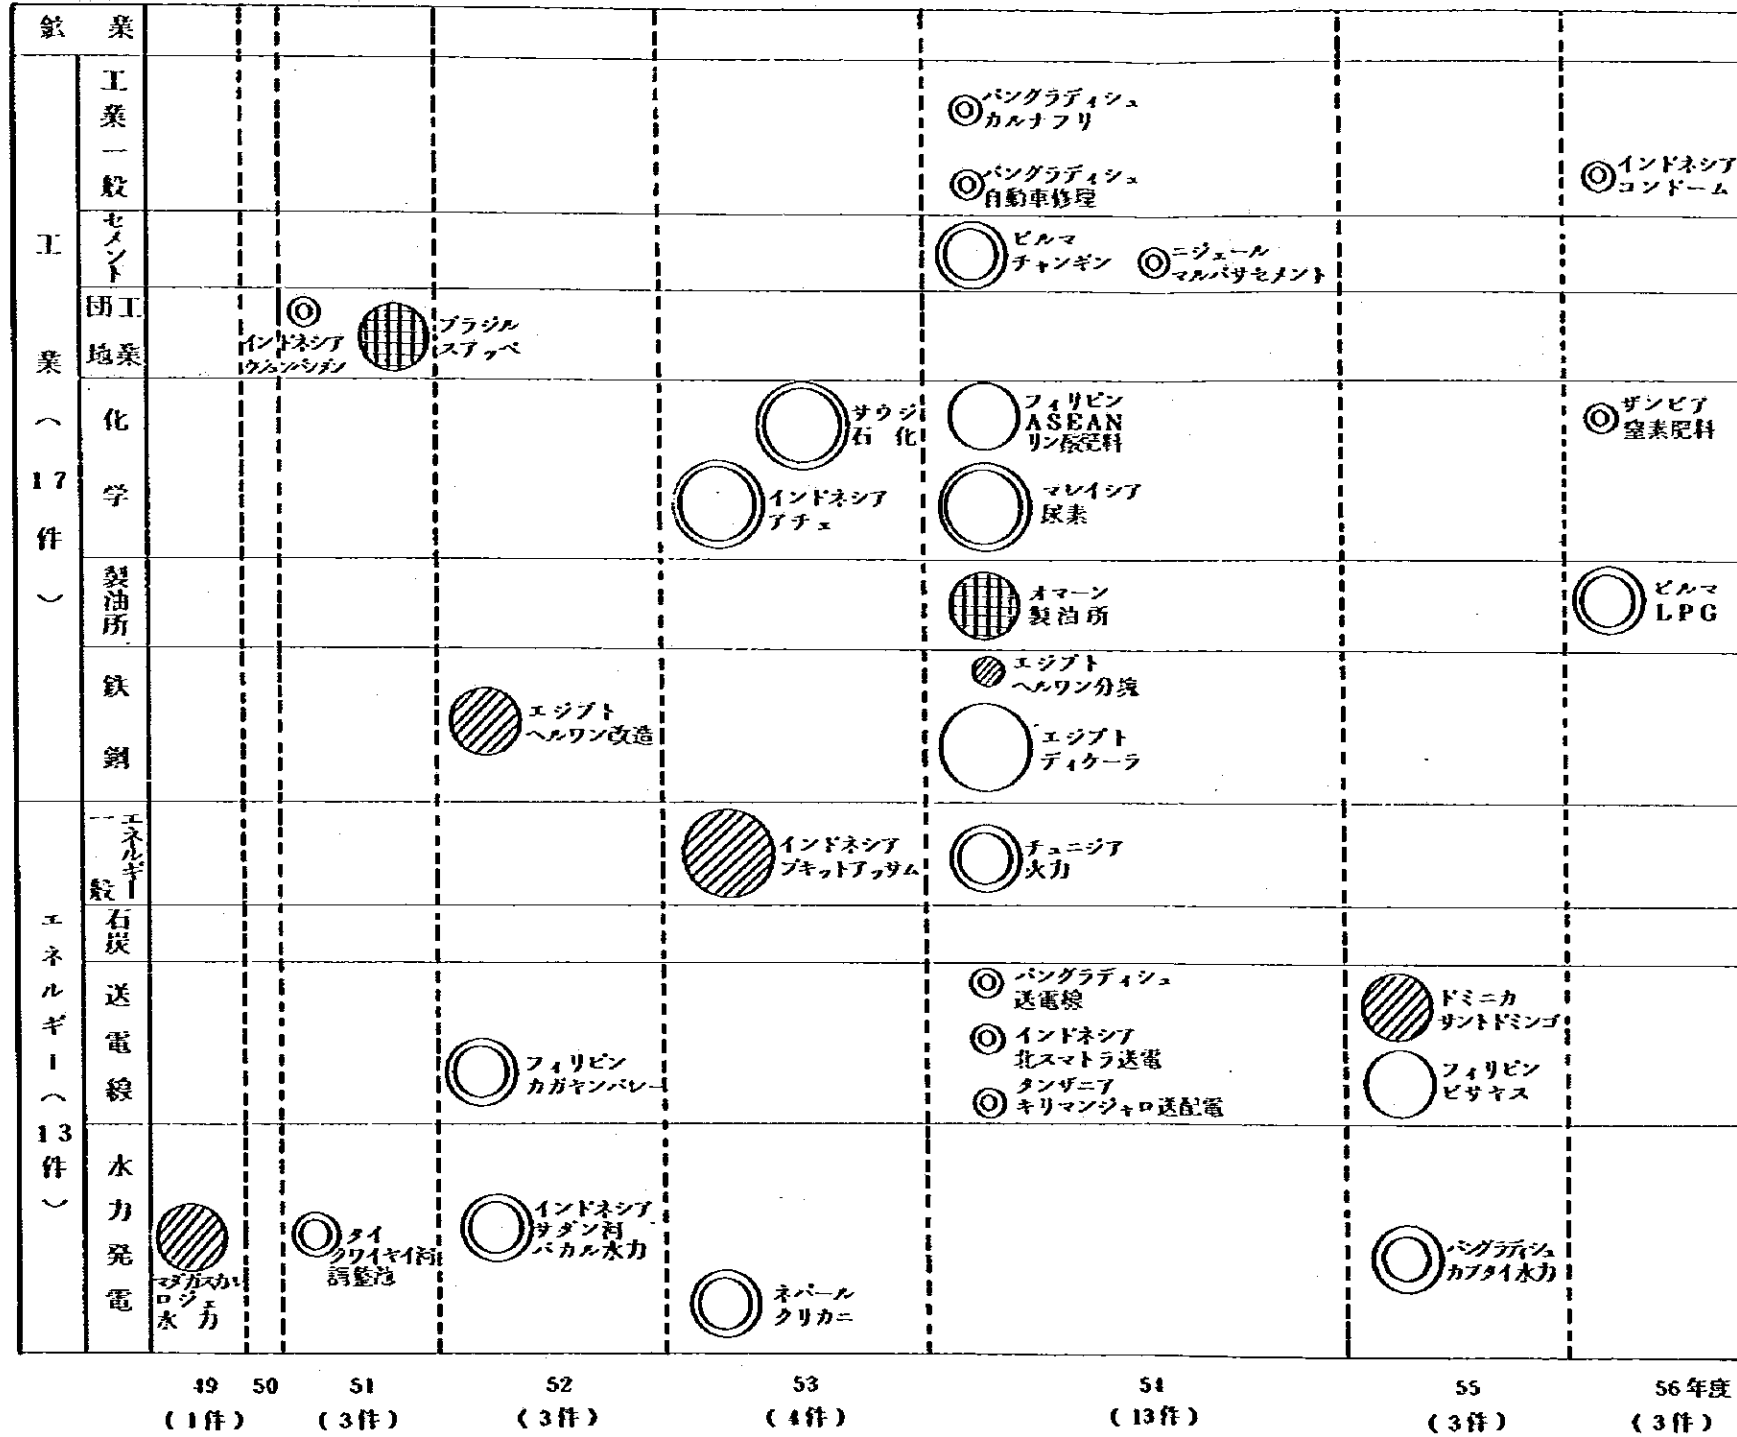 鉱業
工業（17件）
工業一般
バングラディシュ
カルナフリ
バングラディシュ
自動車修理
インドネシア
コンドーム
セメント
ビルマ
チャンギン
ニジェール
マルバサセメント
工業団地
インドネシア
ウジュンパンダン
ブラジル
スアッペ
化学
サウジ
石化
フィリピン
ASEAN
リン酸肥料
ザンビア
窒素肥料
インドネシア
アチェ
マレイシア
尿素
製油所
オマーン
製油所
ビルマ
LPG
鉄鋼
エジプト
ヘルワン分塊
エジプト
ヘルワン改造
エジプト
ディケーラ
エネルギー（13件）
エネルギー一般
インドネシア
ブキットアッサム
チュニジア
火力
石炭
送電線
バングラディシュ
送電線
ドミニカ
サントドミンゴ
インドネシア
北スマトラ送電
フィリピン
カガヤンバレー
フィリピン
ビサヤス
タンザニア
キリマンジャロ送配電
水力発電
マダガスカル
ロジェ
水力
タイ
クワイヤイ河
調整池
インドネシア
サダン河
バカル水力
ネパール
クリカニ
バングラディシュ
カプタイ水力
49 50 51 52 53 54 55 56年度
（1件） （3件） （3件） （4件） （13件） （3件） （3件）